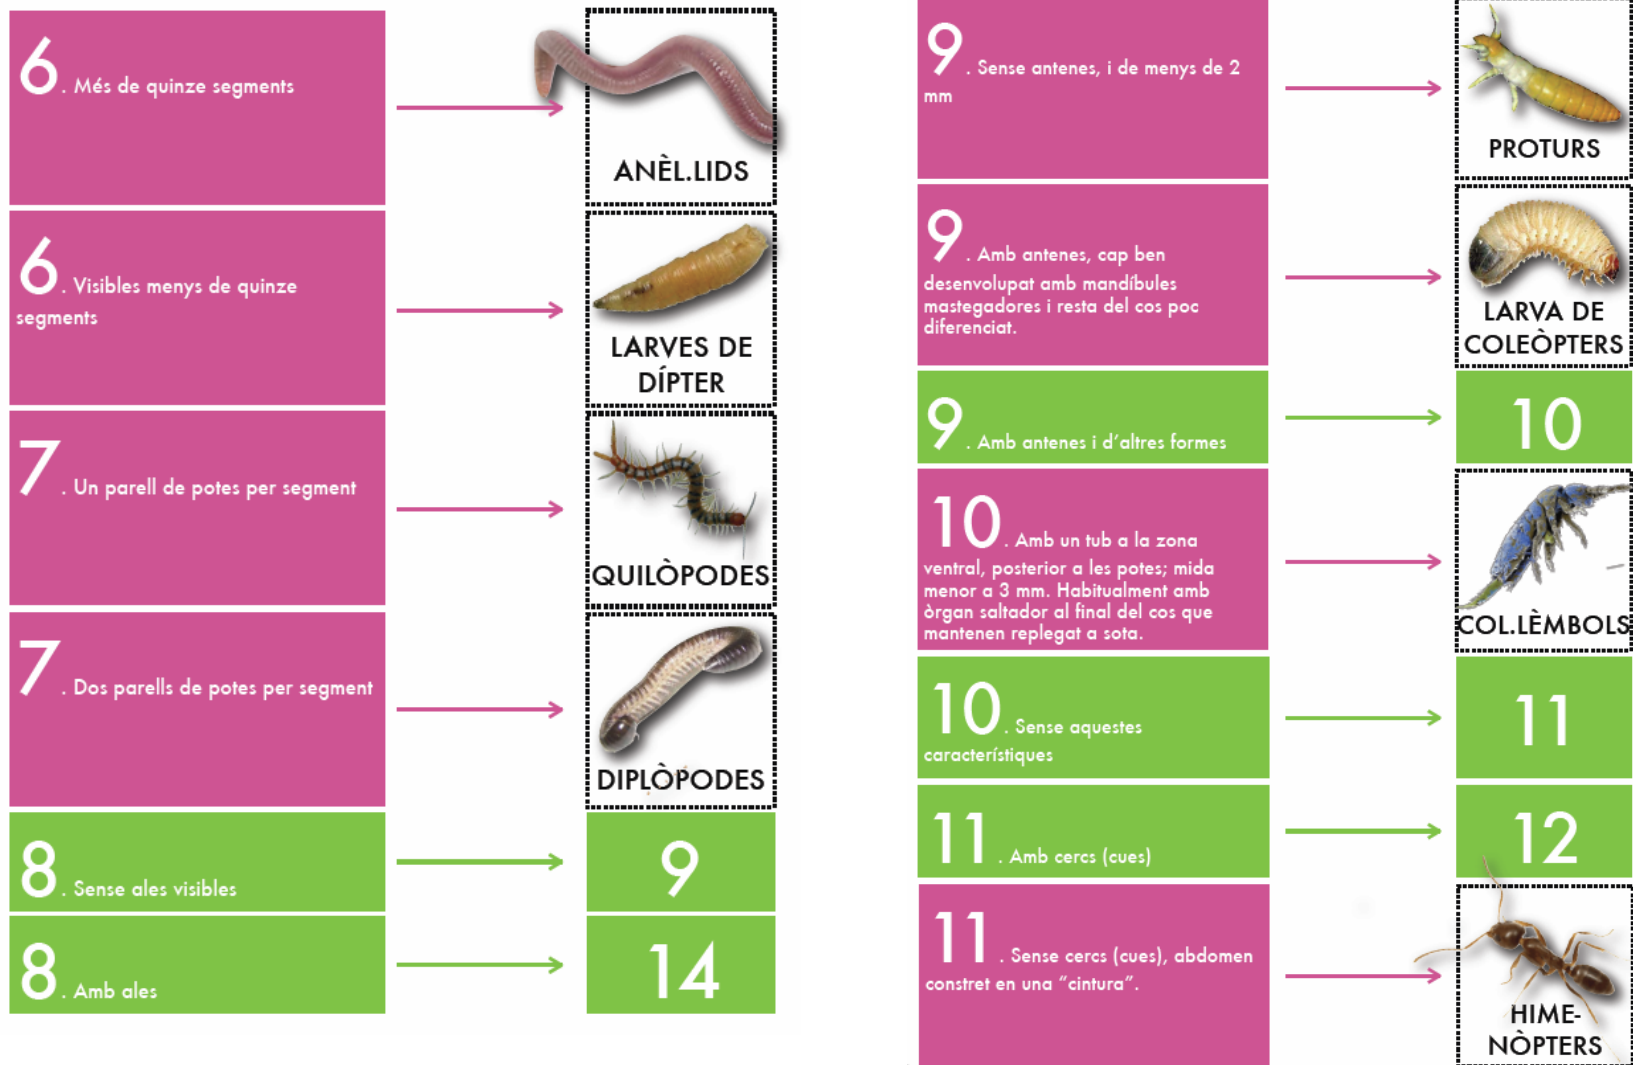 6. Més de quinze segments
ANÈL.LIDS
6. Visibles menys de quinze
segments
LARVES DE
DÍPTER
7. Un parell de potes per segment
QUILÒPODES
7. Dos parells de potes per segment
DIPLÒPODES
8. Sense ales visibles
9
8. Amb ales
14
9. Sense antenes, i de menys de 2
mm
PROTURS
9. Amb antenes, cap ben
desenvolupat amb mandíbules
mastegadores i resta del cos poc
diferenciat.
LARVA DE
COLEÒPTERS
9. Amb antenes i d'altres formes
10
10. Amb un tub a la zona
ventral, posterior a les potes; mida
menor a 3 mm. Habitualment amb
òrgan saltador al final del cos que
mantenen replegat a sota.
COL.LÈMBOLS
10. Sense aquestes
característiques
11
11. Amb cercs (cues)
12
11. Sense cercs (cues), abdomen
constret en una "cintura".
HIME-
NÒPTERS